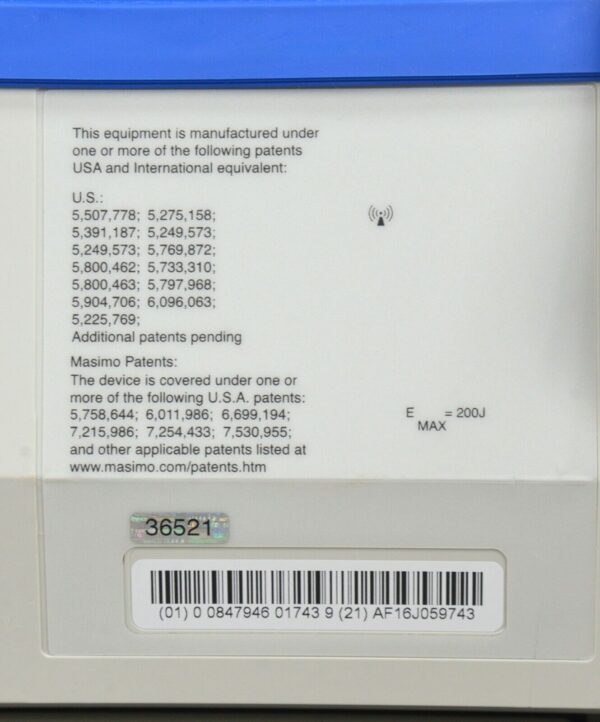 This equipment is manufactured under
one or more of the following patents
USA and International equivalent:
U.S.:
5,507,778; 5,275,158;
5,391,187; 5,249,573;
5,249,573; 5,769,872;
5,800,462; 5,733,310;
5,800,463; 5,797,968;
5,904,706; 6,096,063;
5,225,769;
Additional patents pending
Masimo Patents:
The device is covered under one or
more of the following U.S.A. patents:
5,758,644; 6,011,986; 6,699,194;
7,215,986; 7,254,433; 7,530,955;
and other applicable patents listed at
www.masimo.com/patents.htm
E MAX = 200J
36521
(01) 0 0847946 01743 9 (21) AF16J059743